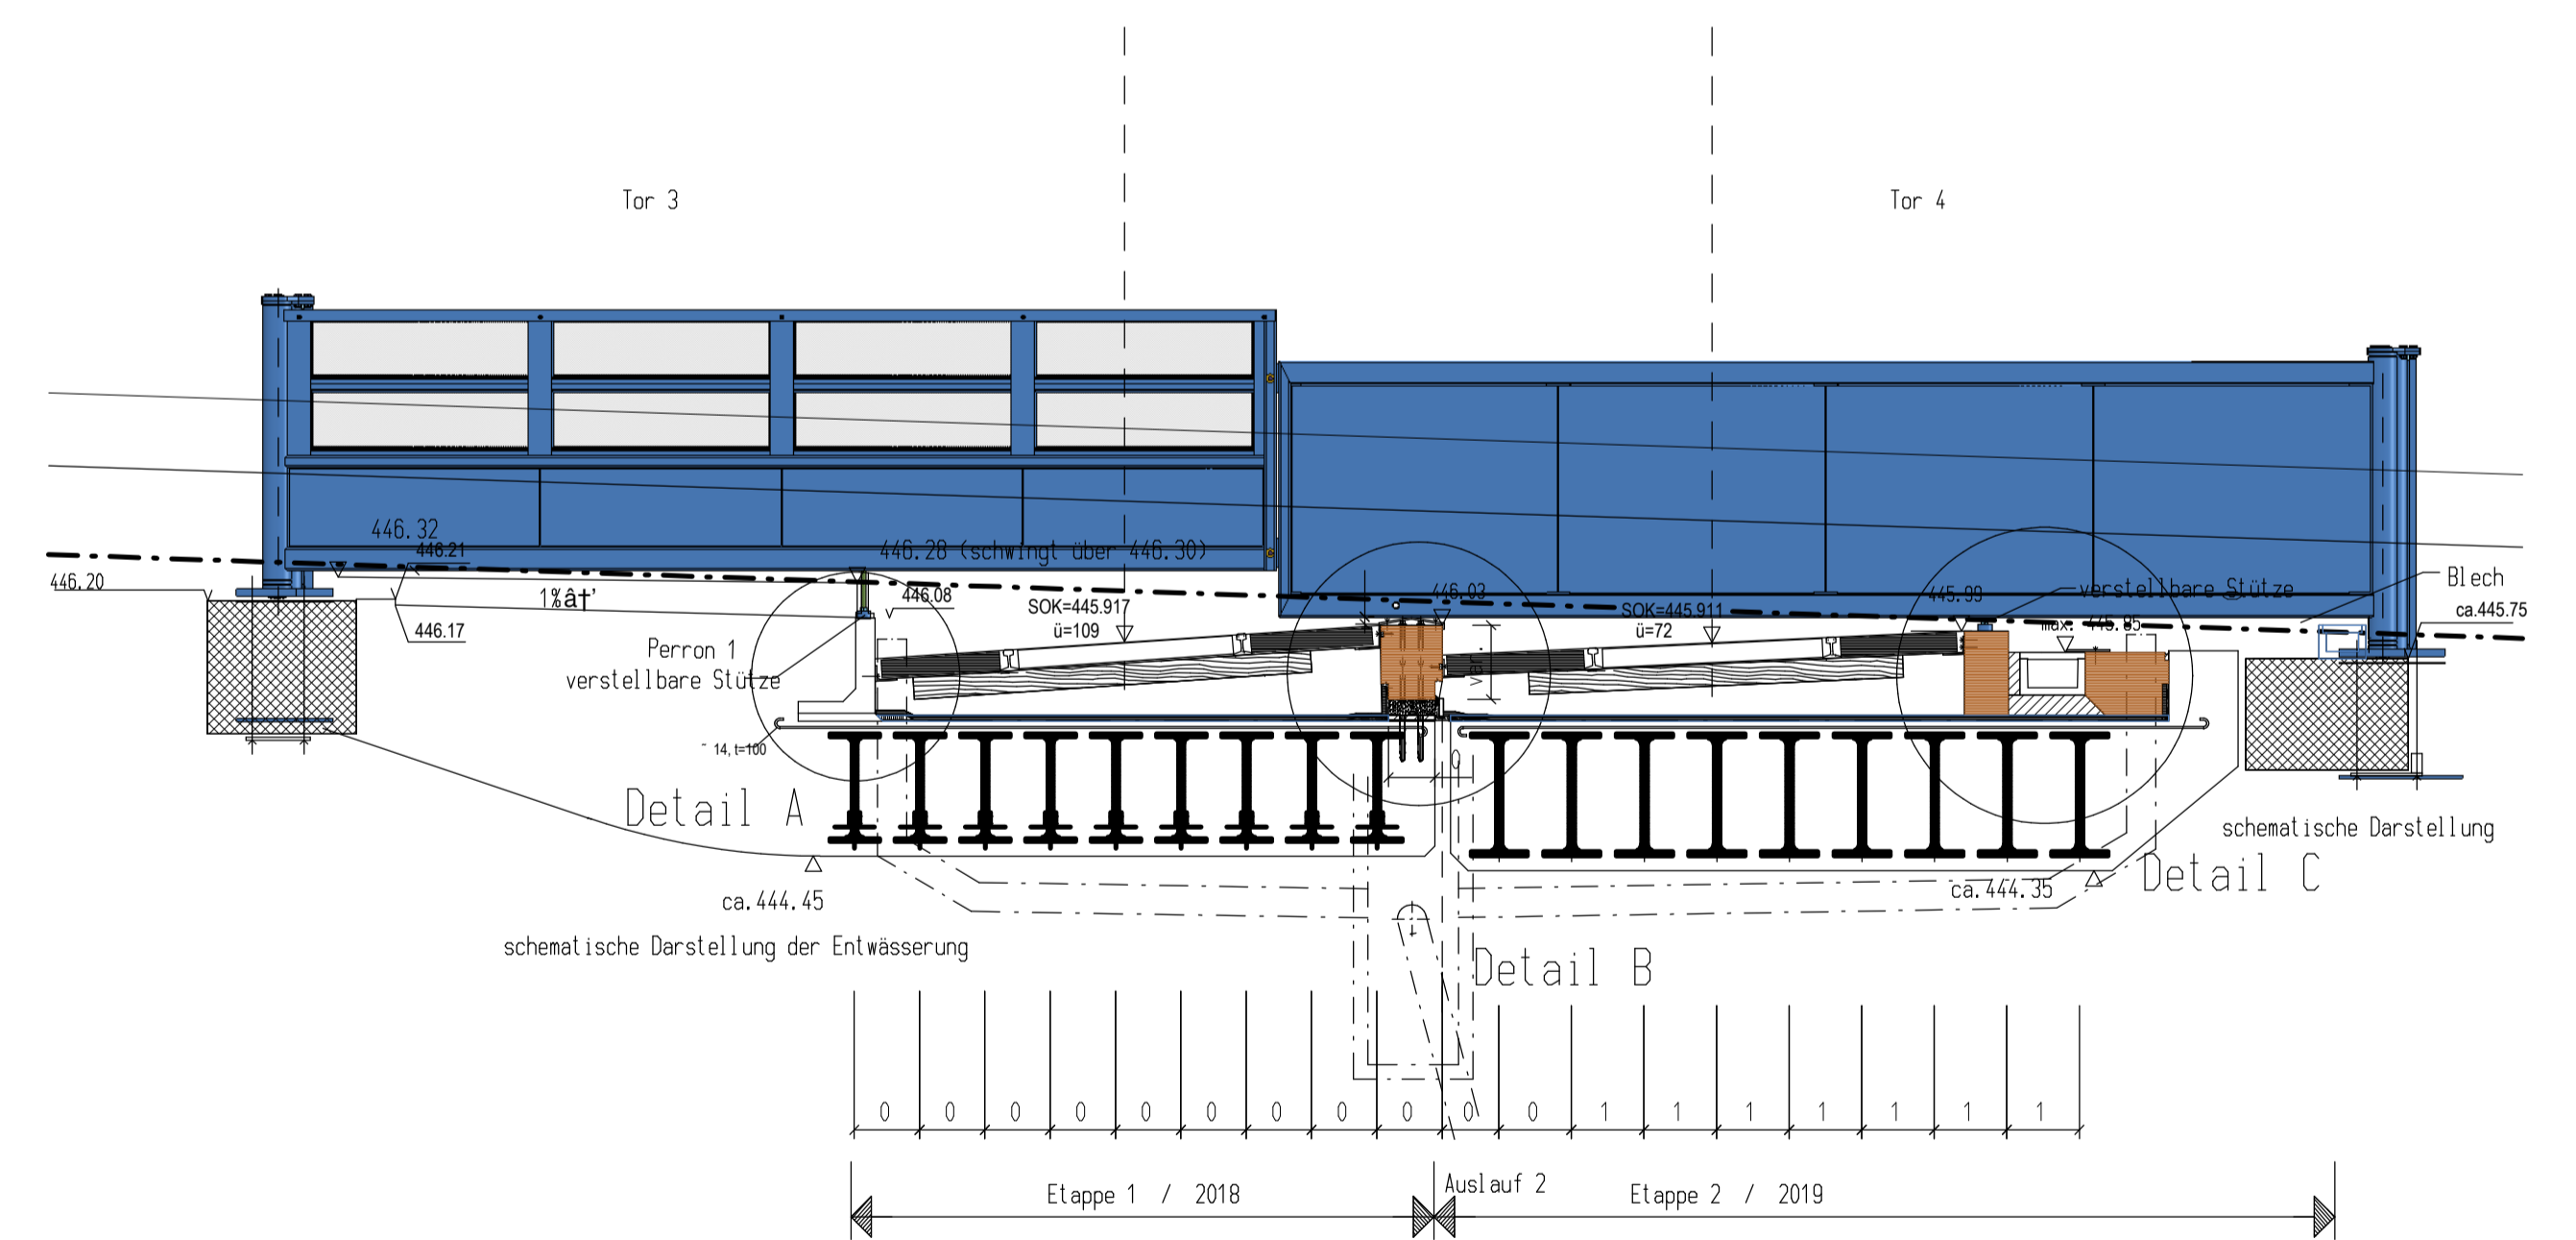 Tor 3
Tor 4
446.32
446.21
446.28 (schwingt über 446.30)
446.20
1%â†’
446.17
446.08
SOK=445.917
ü=109
446.03
SOK=445.911
ü=72
445.99
verstellbare Stütze
max. 445.85
Blech
ca.445.75
Perron 1
verstellbare Stütze
~ 14, t=100
var.
0
Detail A
ca.444.45
schematische Darstellung der Entwässerung
schematische Darstellung
Detail C
ca.444.35
Detail B
0 0 0 0 0 0 0 0 0 0 0 1 1 1 1 1 1 1
Etappe 1 / 2018
Auslauf 2
Etappe 2 / 2019